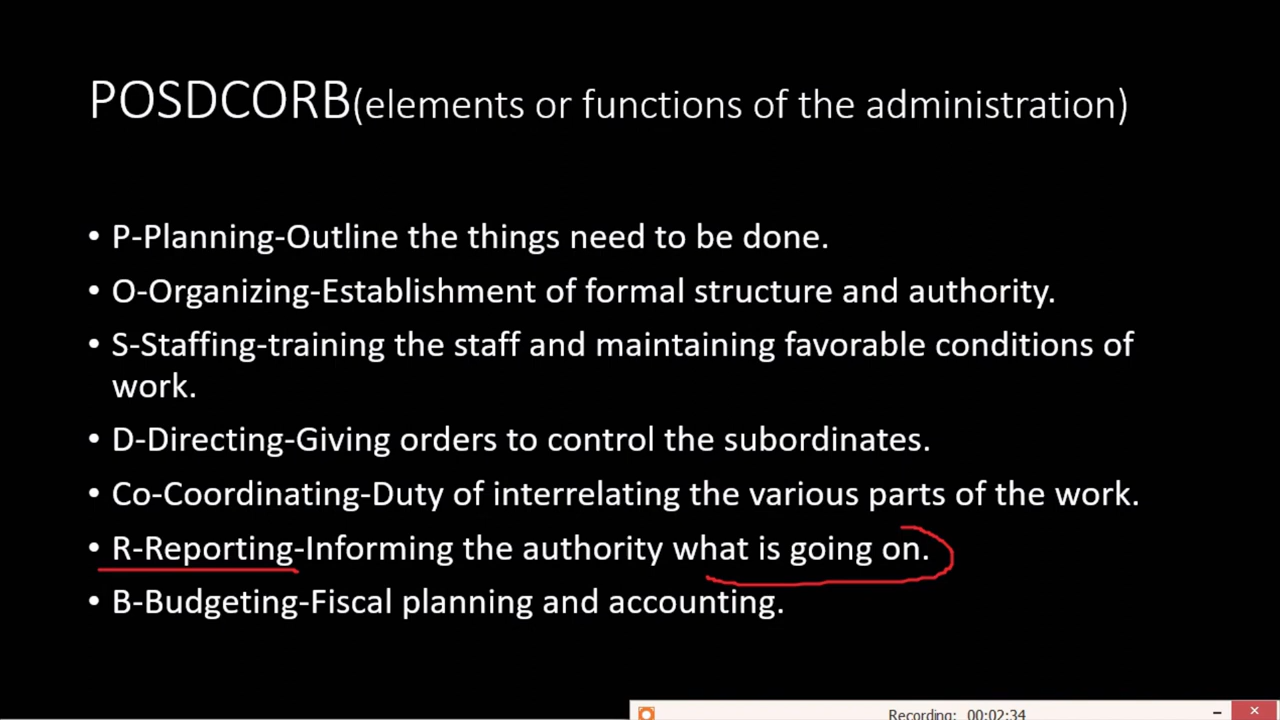 POSDCORB(elements or functions of the administration)
• P-Planning-Outline the things need to be done.
• O-Organizing-Establishment of formal structure and authority.
• S-Staffing-training the staff and maintaining favorable conditions of
work.
• D-Directing-Giving orders to control the subordinates.
• Co-Coordinating-Duty of interrelating the various parts of the work.
• R-Reporting-Informing the authority what is going on.
• B-Budgeting-Fiscal planning and accounting.
Recording: 00:02:34